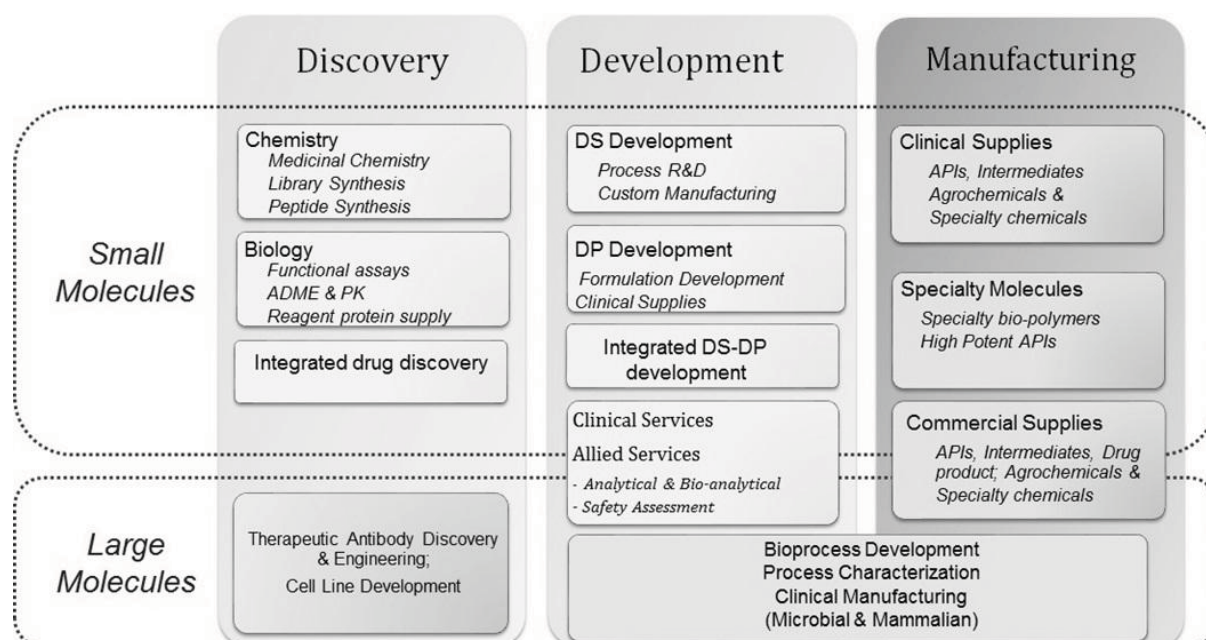 Discovery
Development
Manufacturing
Small
Molecules
Chemistry
Medicinal Chemistry
Library Synthesis
Peptide Synthesis
Biology
Functional assays
ADME & PK
Reagent protein supply
Integrated drug discovery
DS Development
Process R&D
Custom Manufacturing
DP Development
Formulation Development
Clinical Supplies
Integrated DS-DP
development
Clinical Services
Allied Services
- Analytical & Bio-analytical
- Safety Assessment
Clinical Supplies
APIs, Intermediates
Agrochemicals &
Specialty chemicals
Specialty Molecules
Specialty bio-polymers
High Potent APIs
Commercial Supplies
APIs, Intermediates, Drug
product; Agrochemicals &
Specialty chemicals
Large
Molecules
Therapeutic Antibody Discovery
& Engineering;
Cell Line Development
Bioprocess Development
Process Characterization
Clinical Manufacturing
(Microbial & Mammalian)